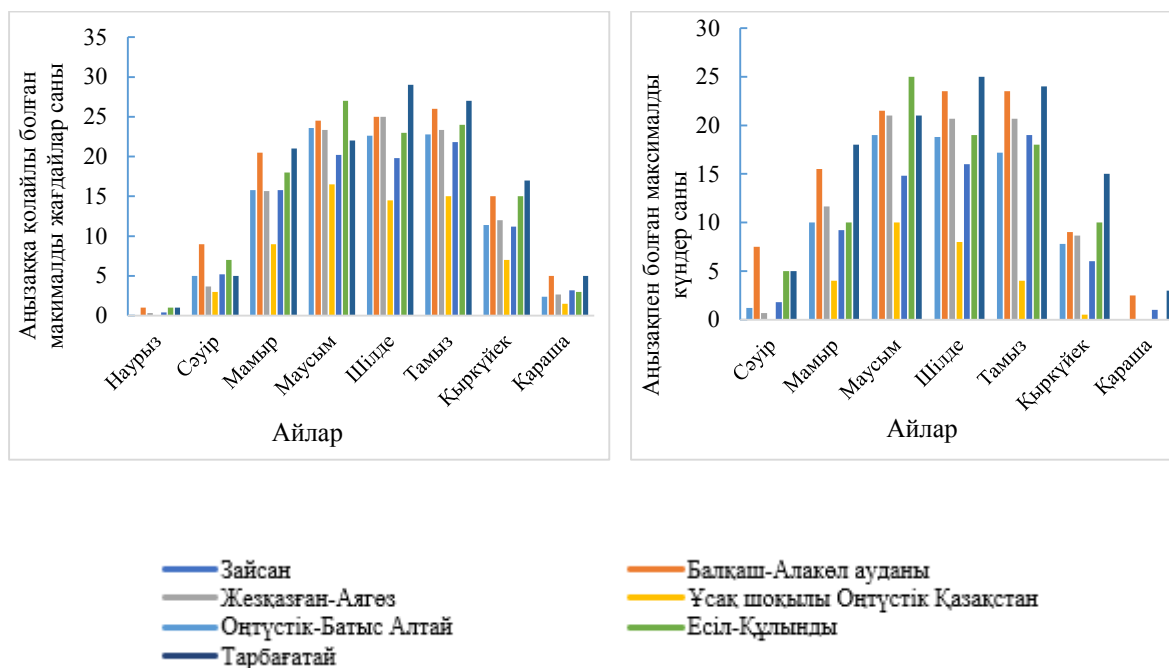 Аңызаққа қолайлы болған
макималды жағдайлар саны
35
30
25
20
15
10
5
0
Наурыз
Сәуір
Мамыр
Маусым
Шілде
Тамыз
Қыркүйек
Қараша
Айлар
Аңызақпен болған максималды
күндер саны
30
25
20
15
10
5
0
Сәуір
Мамыр
Маусым
Шілде
Тамыз
Қыркүйек
Қараша
Айлар
Зайсан
Балқаш-Алакөл ауданы
Жезқазған-Аягөз
Ұсақ шоқылы Оңтүстік Қазақстан
Оңтүстік-Батыс Алтай
Есіл-Құлынды
Тарбағатай